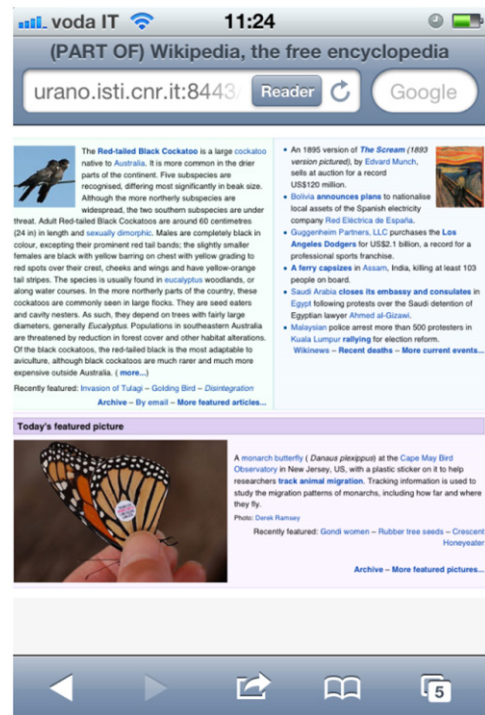 voda IT 11:24
(PART OF) Wikipedia, the free encyclopedia
urano.isti.cnr.it:8443 Reader Google
The Red-tailed Black Cockatoo is a large cockatoo
native to Australia. It is more common in the drier
parts of the continent. Five subspecies are
recognised, differing most significantly in beak size.
Although the more northerly subspecies are
widespread, the two southern subspecies are under
threat. Adult Red-tailed Black Cockatoos are around 60 centimetres
(24 in) in length and sexually dimorphic. Males are completely black in
colour, excepting their prominent red tail bands; the slightly smaller
females are black with yellow barring on chest with yellow grading to
red spots over their crest, cheeks and wings and have yellow-orange
tail stripes. The species is usually found in eucalyptus woodlands, or
along water courses. In the more northerly parts of the country, these
cockatoos are commonly seen in large flocks. They are seed eaters
and cavity nesters. As such, they depend on trees with fairly large
diameters, generally Eucalyptus. Populations in southeastern Australia
are threatened by reduction in forest cover and other habitat alterations.
Of the black cockatoos, the red-tailed black is the most adaptable to
aviculture, although black cockatoos are much rarer and much more
expensive outside Australia. ( more...)
Recently featured: Invasion of Tulagi – Golding Bird – Disintegration
Archive – By email – More featured articles...
• An 1895 version of The Scream (1893
version pictured), by Edvard Munch,
sells at auction for a record
US$120 million.
• Bolivia announces plans to nationalise
local assets of the Spanish electricity
company Red Eléctrica de España.
• Guggenheim Partners, LLC purchases the Los
Angeles Dodgers for US$2.1 billion, a record for a
professional sports franchise.
• A ferry capsizes in Assam, India, killing at least 103
people on board.
• Saudi Arabia closes its embassy and consulates in
Egypt following protests over the Saudi detention of
Egyptian lawyer Ahmed al-Gizawi.
• Malaysian police arrest more than 500 protesters in
Kuala Lumpur rallying for election reform.
Wikinews – Recent deaths – More current events...
Today's featured picture
A monarch butterfly ( Danaus plexippus) at the Cape May Bird
Observatory in New Jersey, US, with a plastic sticker on it to help
researchers track animal migration. Tracking information is used to
study the migration patterns of monarchs, including how far and where
they fly.
Photo: Derek Ramsey
Recently featured: Gondi women – Rubber tree seeds – Crescent
Honeyeater
Archive – More featured pictures...
5